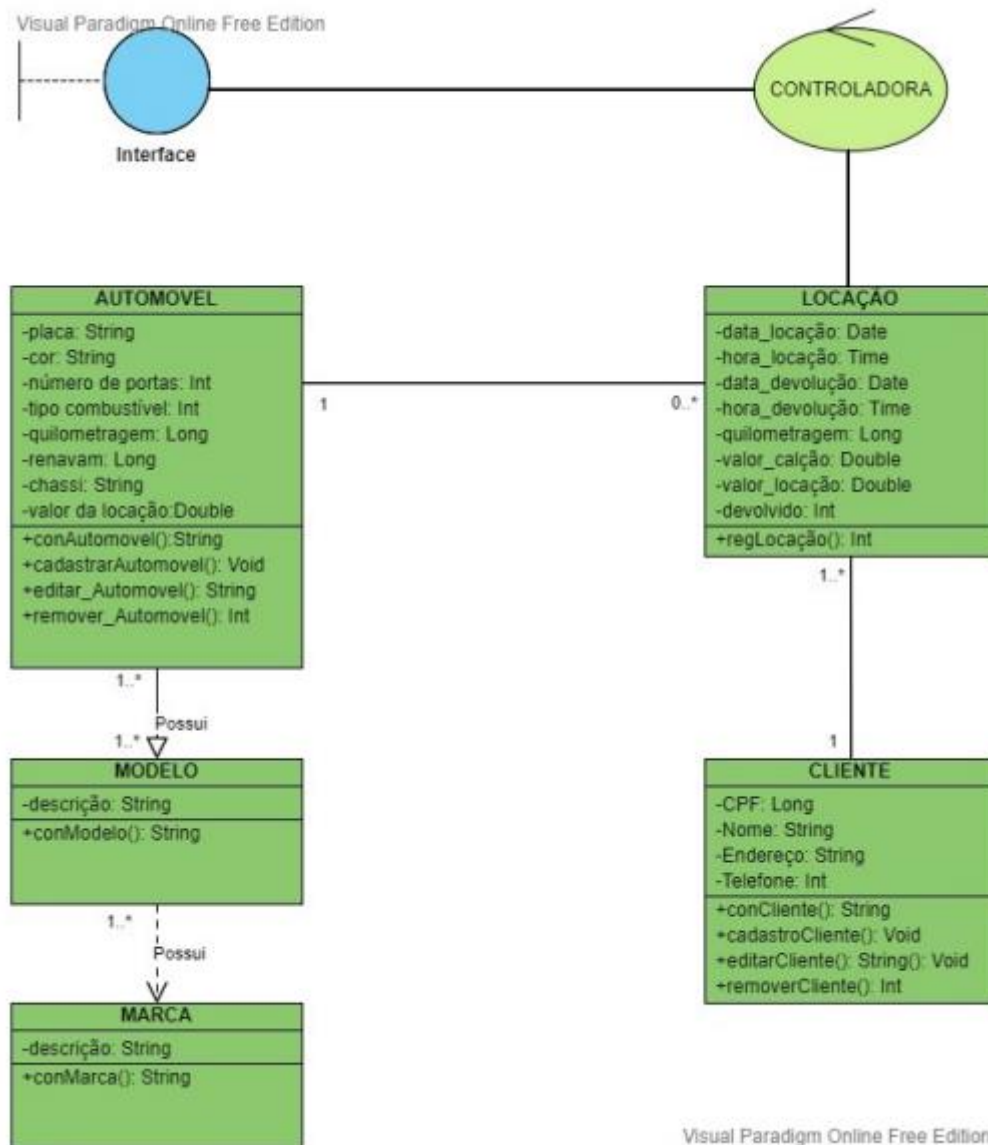 Visual Paradigm Online Free Edition
CONTROLADORA
Interface
AUTOMOVEL
-placa: String
-cor: String
-número de portas: Int
-tipo combustível: Int
-quilometragem: Long
-renavam: Long
-chassi: String
-valor da locação:Double
+conAutomovel():String
+cadastrarAutomovel(): Void
+editar_Automovel(): String
+remover_Automovel(): Int
1
0..*
LOCAÇÃO
-data_locação: Date
-hora_locação: Time
-data_devolução: Date
-hora_devolução: Time
-quilometragem: Long
-valor_calção: Double
-valor_locação: Double
-devolvido: Int
+regLocação(): Int
1..*
Possui
1..*
MODELO
-descrição: String
+conModelo(): String
1..*
Possui
MARCA
-descrição: String
+conMarca(): String
1..*
1
CLIENTE
-CPF: Long
-Nome: String
-Endereço: String
-Telefone: Int
+conCliente(): String
+cadastroCliente(): Void
+editarCliente(): String(): Void
+removerCliente(): Int
Visual Paradigm Online Free Edition